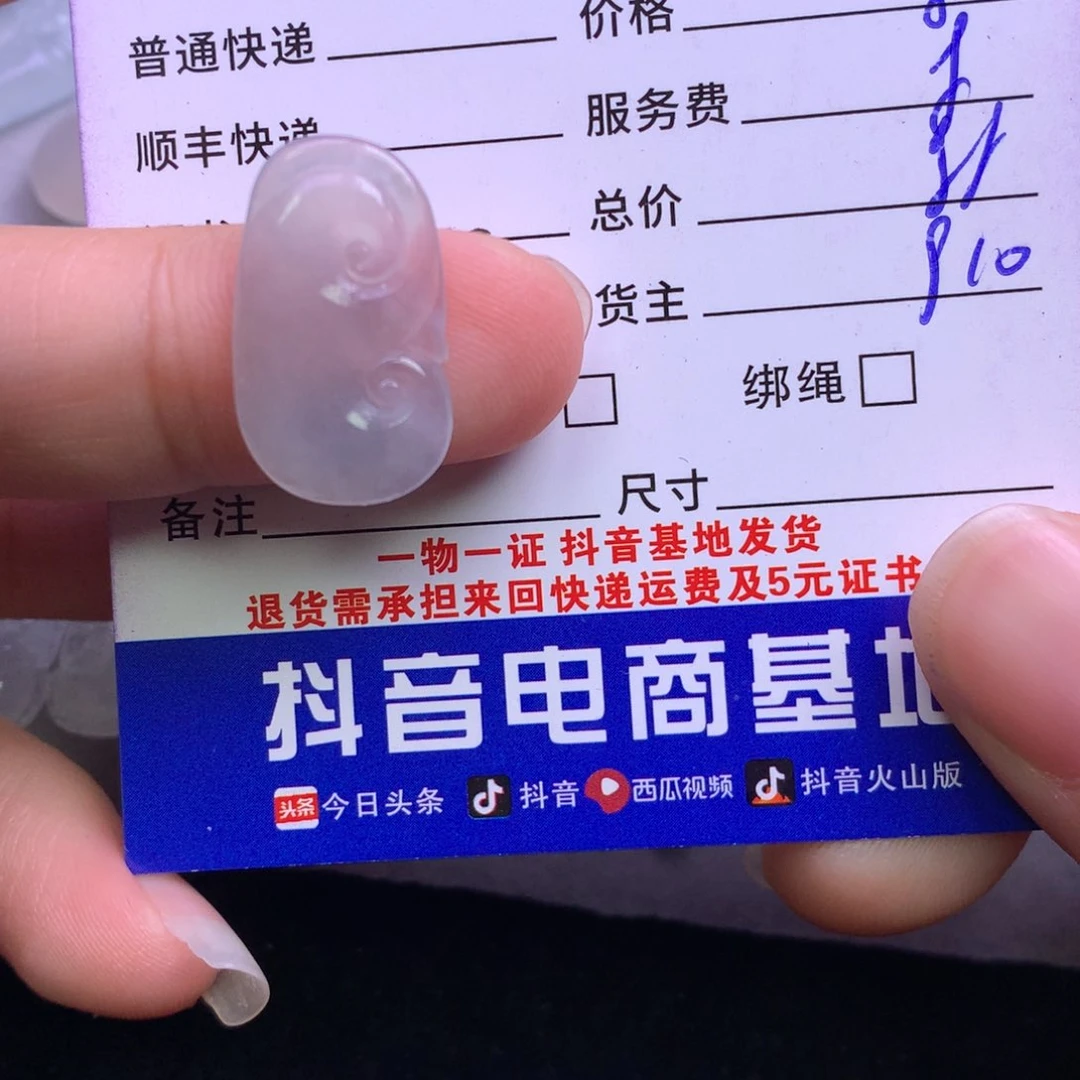 普通快递 价格
顺丰快递 服务费
总价
货主 10
绑绳
备注 尺寸
一物一证 抖音基地发货
退货需承担来回快递运费及5元证书
抖音电商基地
头条 今日头条 抖音 西瓜视频 抖音火山版